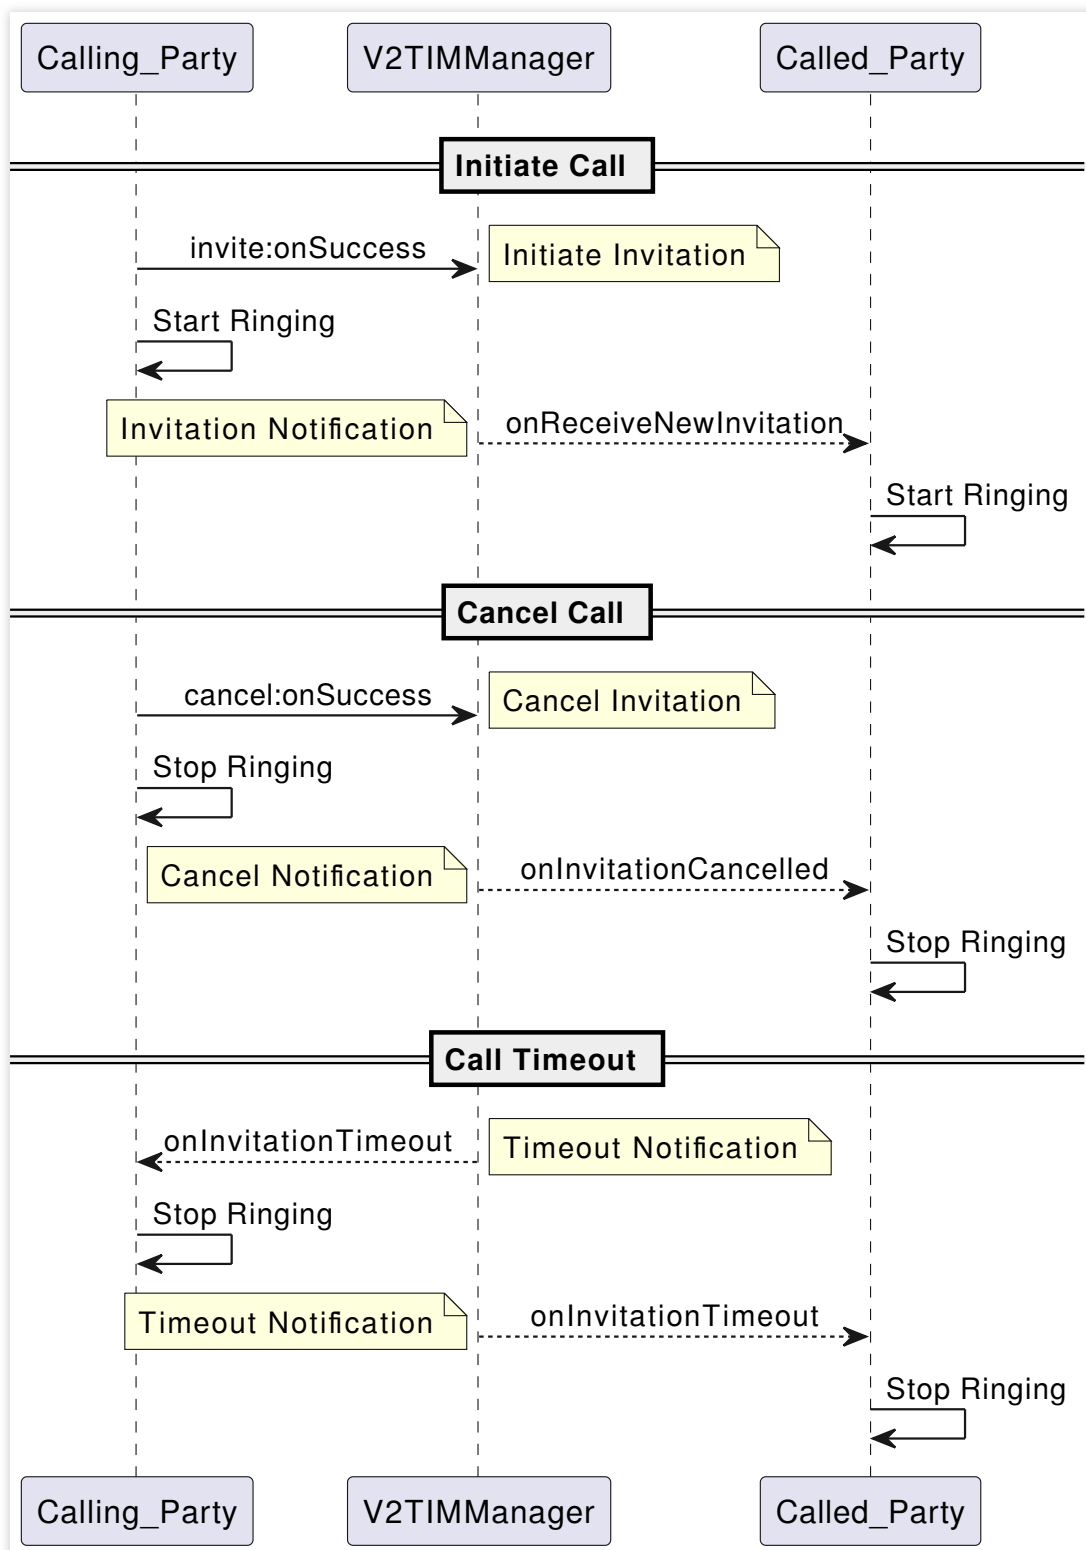 Calling_Party
V2TIMManager
Called_Party
Initiate Call
invite:onSuccess
Initiate Invitation
Start Ringing
Invitation Notification
onReceiveNewInvitation
Start Ringing
Cancel Call
cancel:onSuccess
Cancel Invitation
Stop Ringing
Cancel Notification
onInvitationCancelled
Stop Ringing
Call Timeout
onInvitationTimeout
Timeout Notification
Stop Ringing
Timeout Notification
onInvitationTimeout
Stop Ringing
Calling_Party
V2TIMManager
Called_Party